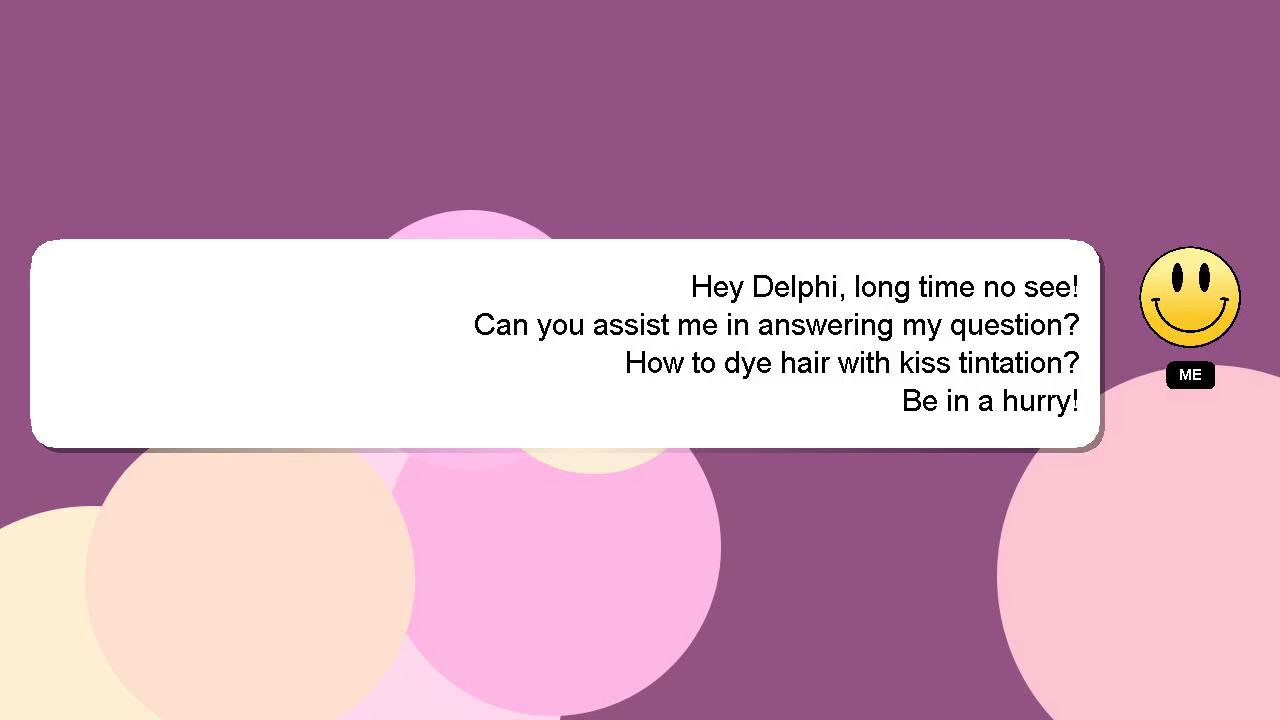 Hey Delphi, long time no see!
Can you assist me in answering my question?
How to dye hair with kiss tintation?
Be in a hurry!
ME